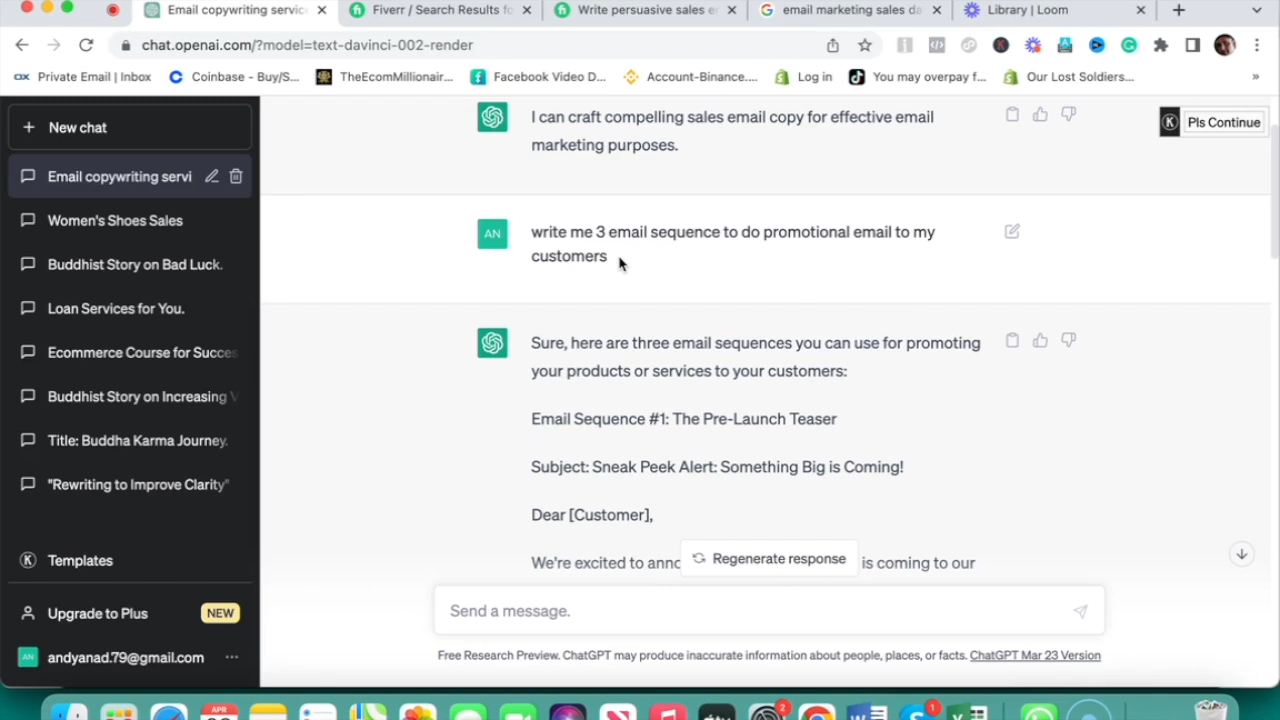 Email copywriting servic
Fiverr / Search Results fo
Write persuasive sales e
email marketing sales da
Library | Loom
chat.openai.com/?model=text-davinci-002-render
Private Email | Inbox
Coinbase - Buy/S...
TheEcomMillionair...
Facebook Video D...
Account-Binance....
Log in
You may overpay f...
Our Lost Soldiers...
»
New chat
Email copywriting servi
Women's Shoes Sales
Buddhist Story on Bad Luck.
Loan Services for You.
Ecommerce Course for Succes
Buddhist Story on Increasing V
Title: Buddha Karma Journey.
"Rewriting to Improve Clarity"
K Templates
Upgrade to Plus NEW
AN andyanad.79@gmail.com ...
I can craft compelling sales email copy for effective email
marketing purposes.
K Pls Continue
AN write me 3 email sequence to do promotional email to my
customers
Sure, here are three email sequences you can use for promoting
your products or services to your customers:
Email Sequence #1: The Pre-Launch Teaser
Subject: Sneak Peek Alert: Something Big is Coming!
Dear [Customer],
We're excited to anno is coming to our
Regenerate response
Send a message.
Free Research Preview. ChatGPT may produce inaccurate information about people, places, or facts. ChatGPT Mar 23 Version
APR
2
1